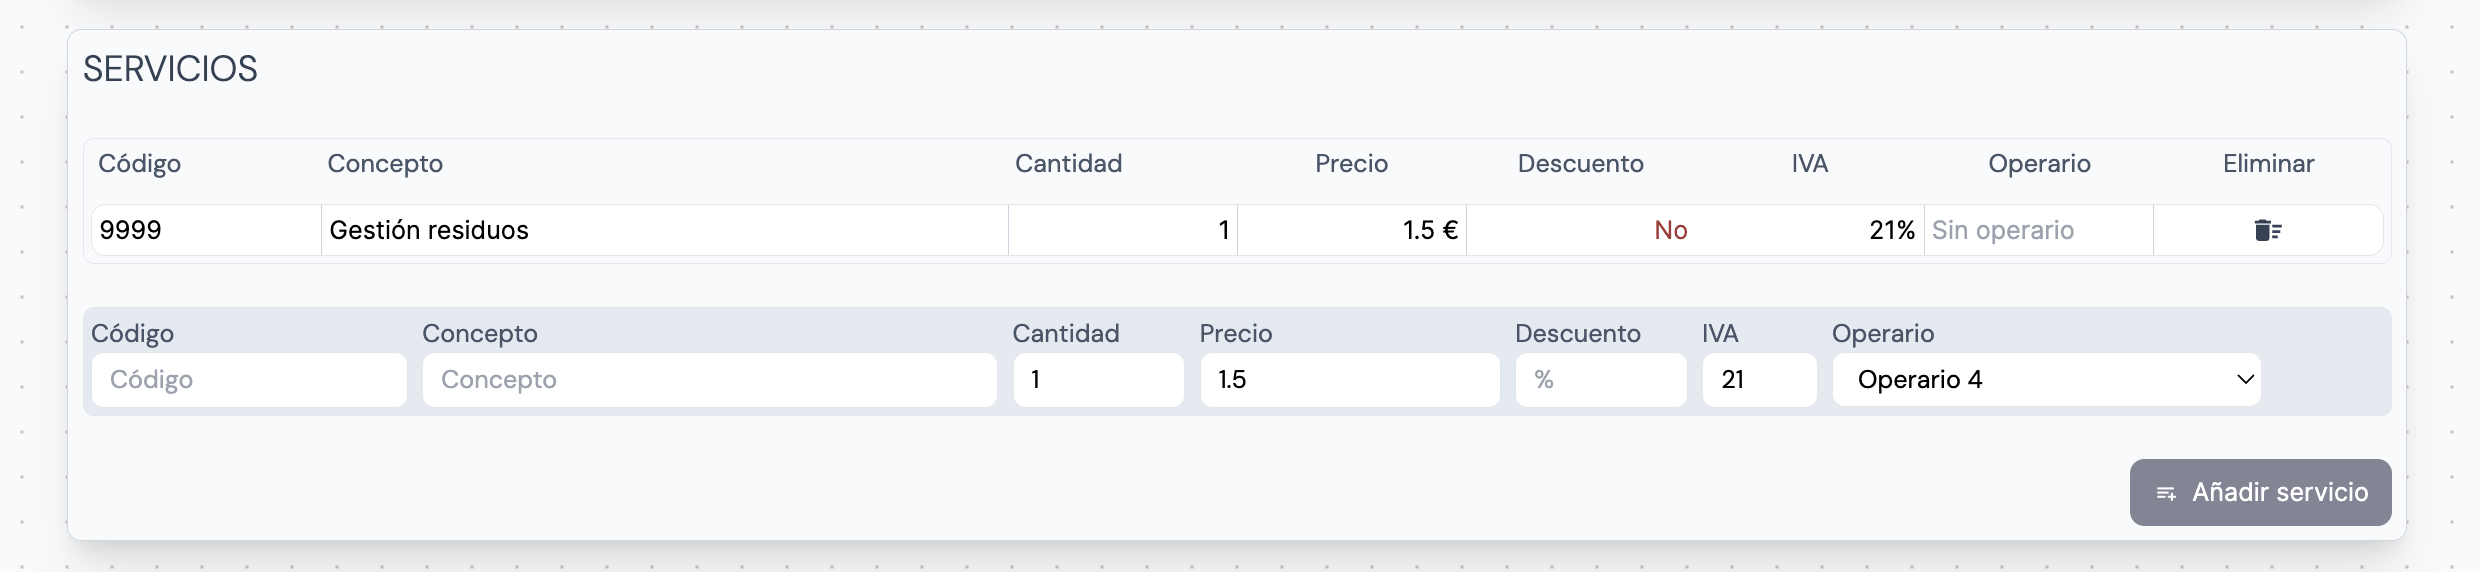 SERVICIOS
Código Concepto Cantidad Precio Descuento IVA Operario Eliminar
9999 Gestión residuos 1 1.5 € No 21% Sin operario
Código Concepto Cantidad Precio Descuento IVA Operario
Código Concepto 1 1.5 % 21 Operario 4
Añadir servicio